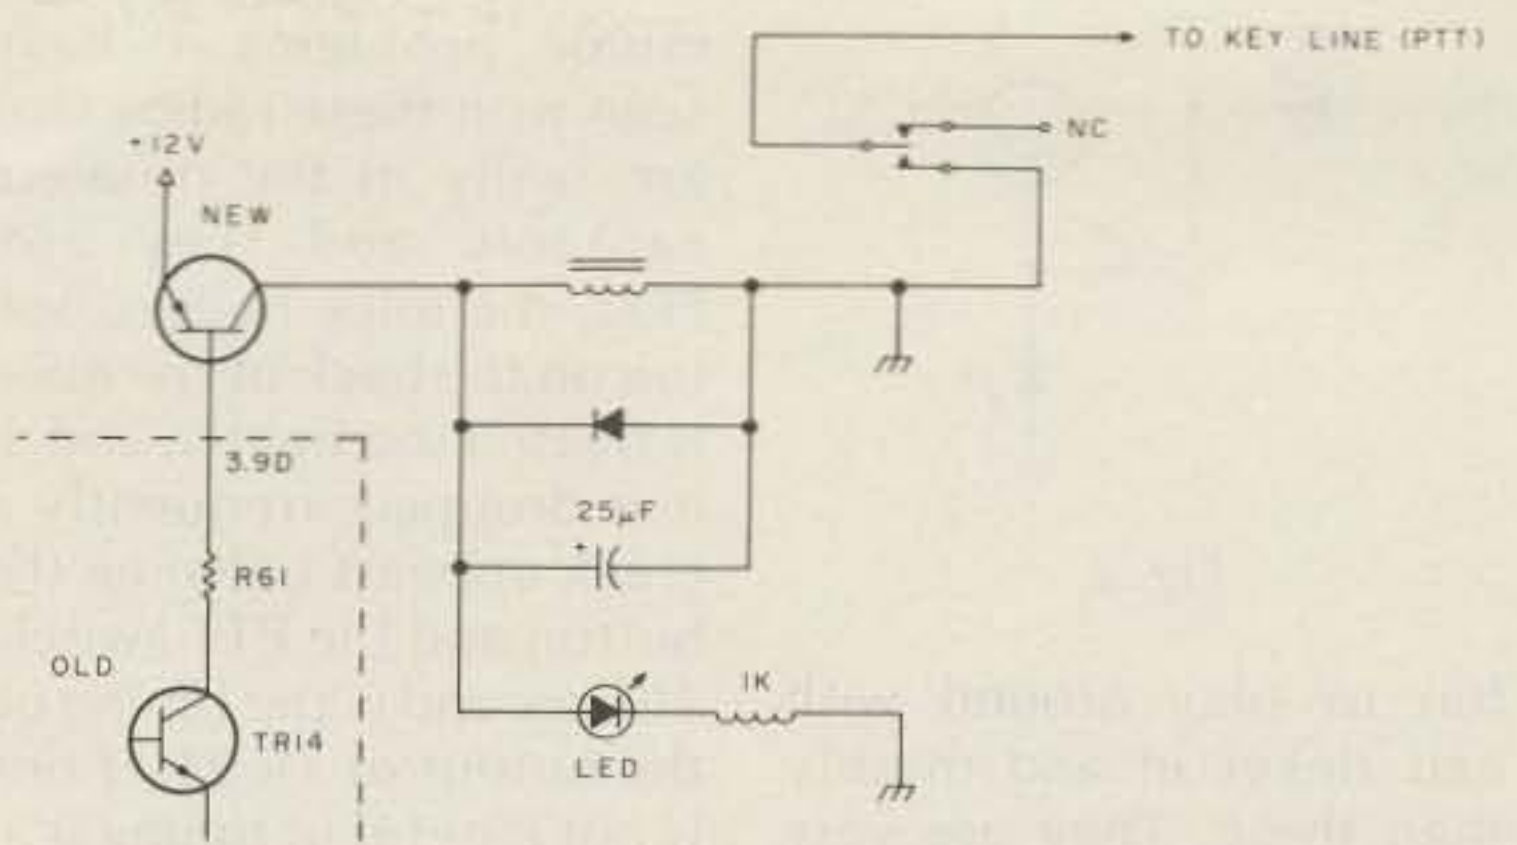 TO KEY LINE (PTT)
NC
+12V
NEW
3.9D
25µF
+
R61
OLD
1K
TR14
LED